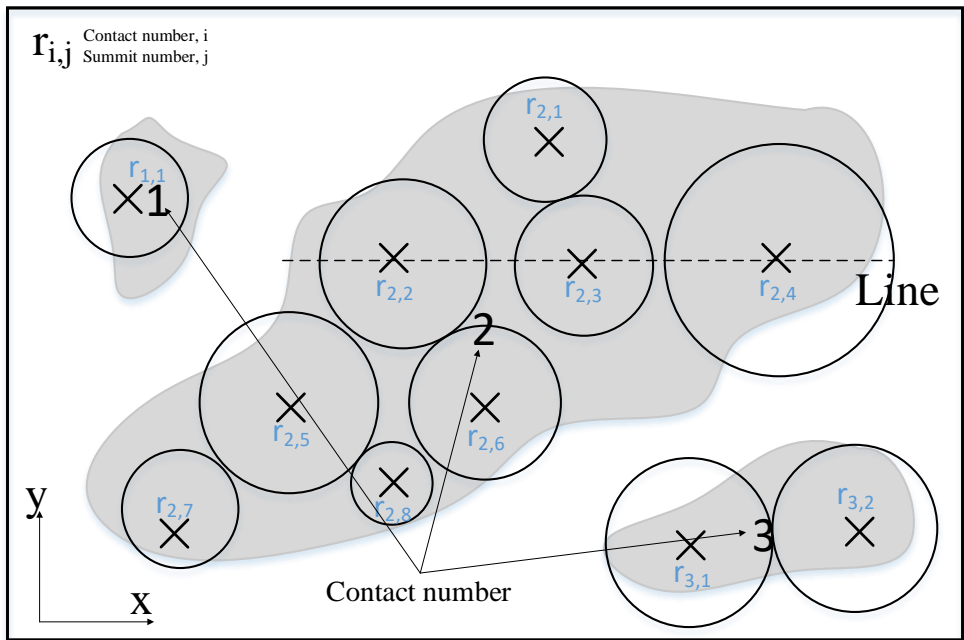 r i,j Contact number, i
Summit number, j
r2,1
r1,1
1
r2,2
r2,3
r2,4
Line
2
r2,5
r2,6
r2,7
r2,8
y
r3,2
3
r3,1
x
Contact number